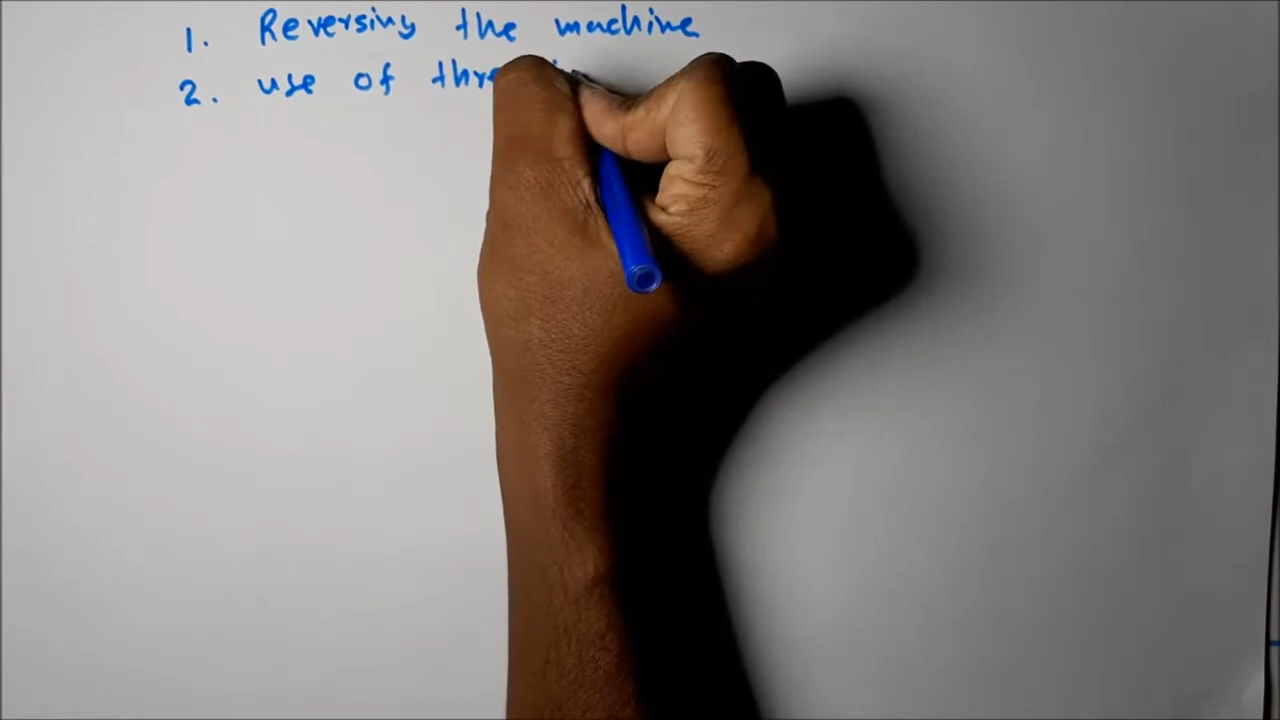 1. Reversing the machine
2. use of